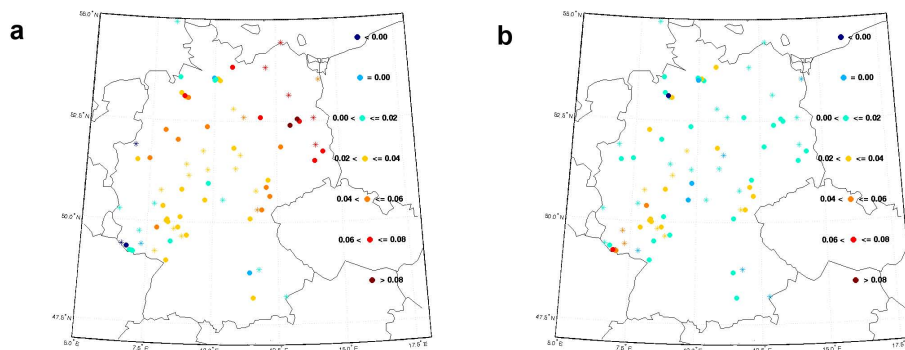 a
55.0°N
52.5°N
50.0°N
47.5°N
7.5°E
10.0°E
12.5°E
15.0°E
17.5°E
< 0.00
= 0.00
0.00 < <= 0.02
0.02 < <= 0.04
0.04 < <= 0.06
0.06 < <= 0.08
> 0.08
b
55.0°N
52.5°N
50.0°N
47.5°N
7.5°E
10.0°E
12.5°E
15.0°E
17.5°E
< 0.00
= 0.00
0.00 < <= 0.02
0.02 < <= 0.04
0.04 < <= 0.06
0.06 < <= 0.08
> 0.08